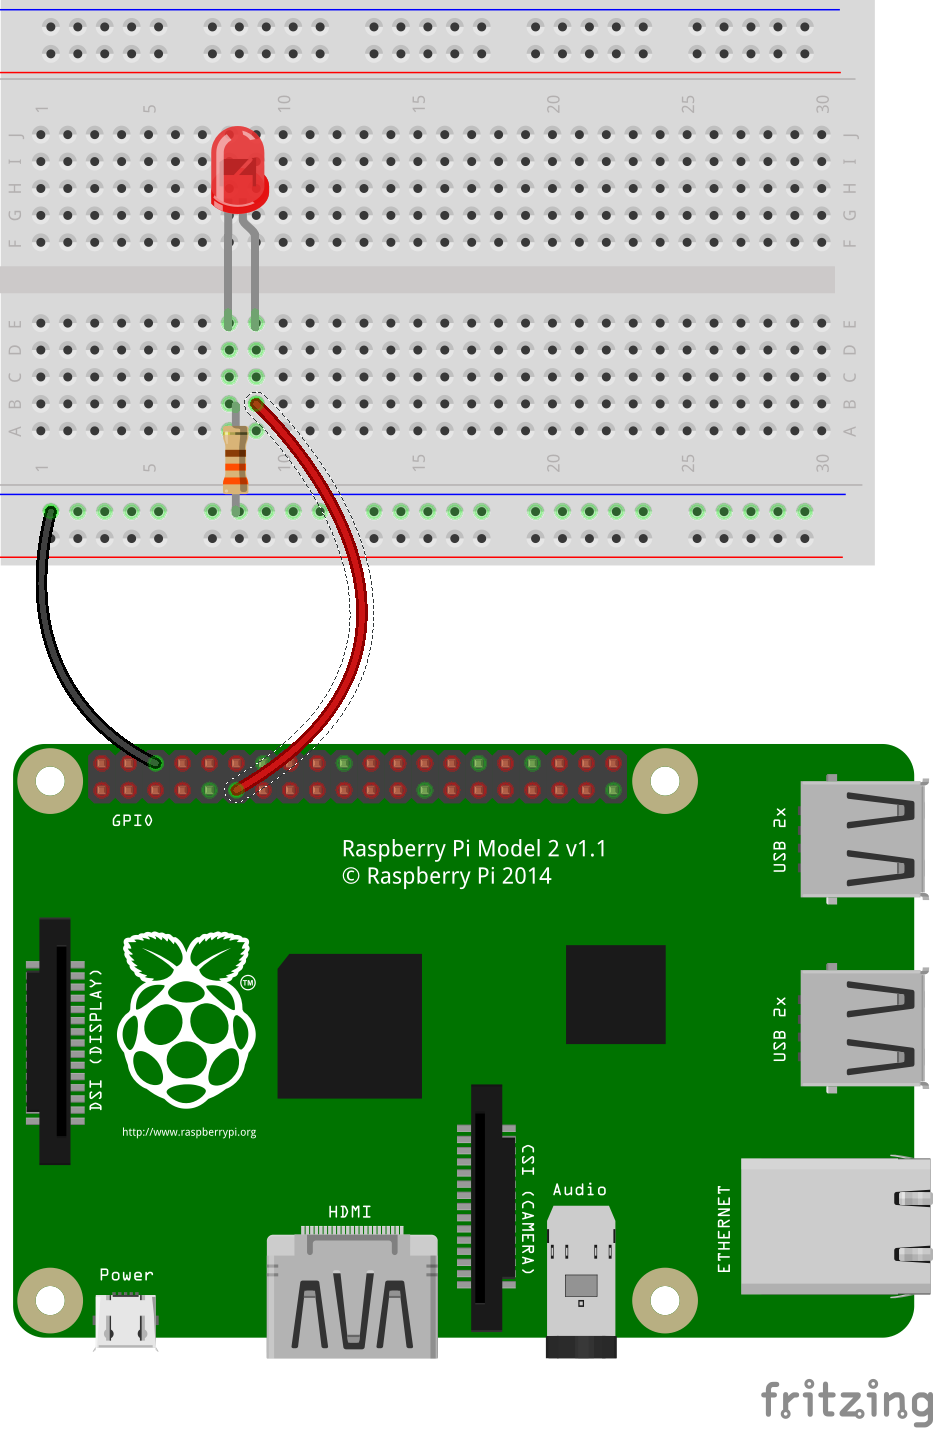 1 5 10 15 20 25 30
J J
I I
H H
G G
F F
E E
D D
C C
B B
A A
1 5 10 15 20 25 30
GPIO
Raspberry Pi Model 2 v1.1
© Raspberry Pi 2014
USB 2x
TM
DSI (DISPLAY)
USB 2x
http://www.raspberrypi.org
CSI (CAMERA)
Audio
ETHERNET
HDMI
Power
fritzing